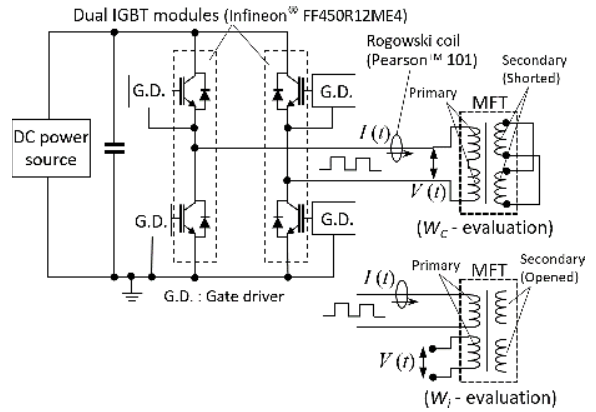 Dual IGBT modules (Infineon® FF450R12ME4)
Rogowski coil
(Pearson™ 101)
Secondary
(Shorted)
Primary
MFT
G.D.
G.D.
DC power
source
I (t)
V (t)
G.D.
G.D.
(WC - evaluation)
G.D. : Gate driver
I (t)
Primary
MFT
Secondary
(Opened)
V (t)
(Wi - evaluation)